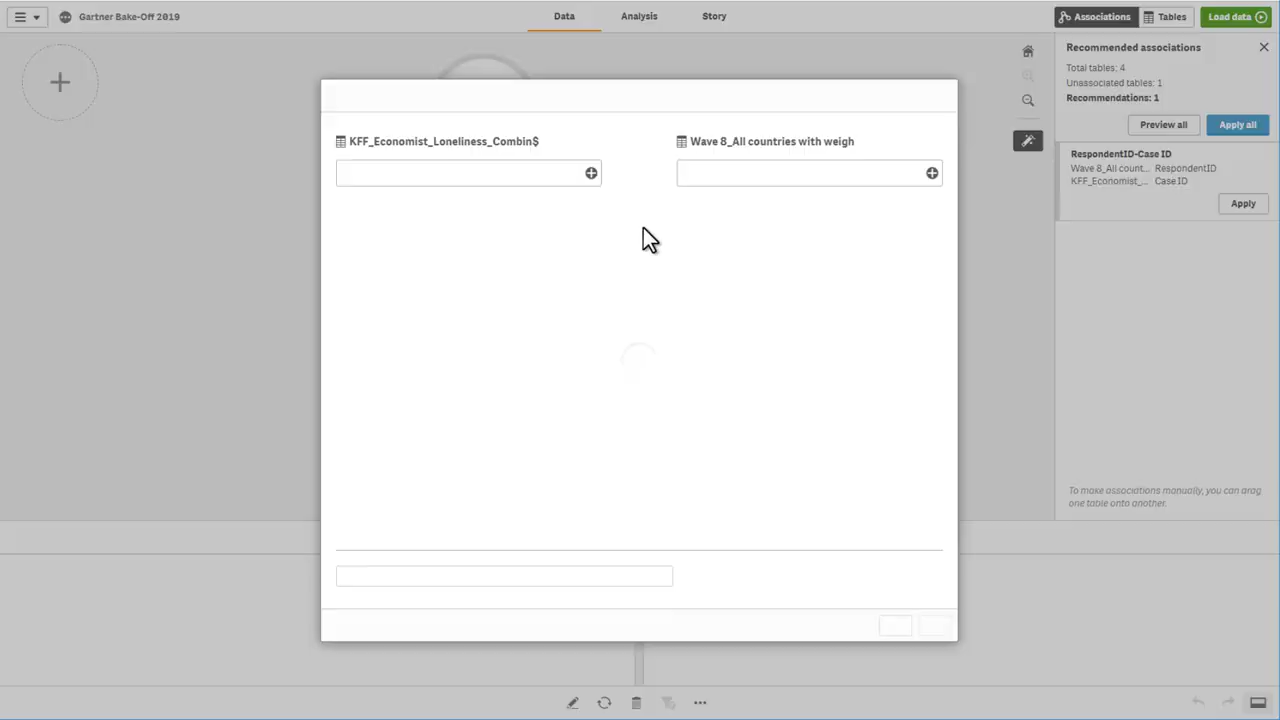 Gartner Bake-Off 2019
Data
Analysis
Story
Associations
Tables
Load data
Recommended associations
Total tables: 4
Unassociated tables: 1
Recommendations: 1
Preview all
Apply all
RespondentID-Case ID
Wave 8_All count... RespondentID
KFF_Economist_... Case ID
Apply
KFF_Economist_Loneliness_Combin$
Wave 8_All countries with weigh
To make associations manually, you can drag
one table onto another.